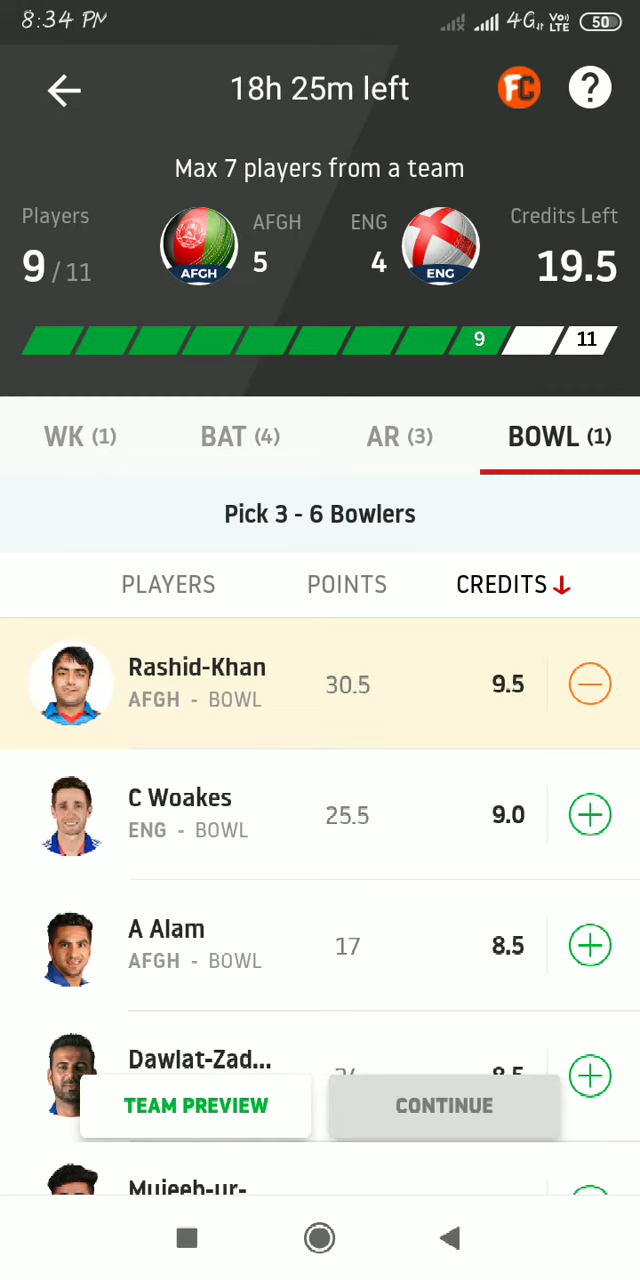 8:34 PM 4G Vo)) LTE 50
18h 25m left FC ?
Max 7 players from a team
Players AFGH ENG Credits Left
9 / 11 5 4 19.5
AFGH ENG
9 11
WK (1) BAT (4) AR (3) BOWL (1)
Pick 3 - 6 Bowlers
PLAYERS POINTS CREDITS
Rashid-Khan
AFGH - BOWL 30.5 9.5
C Woakes
ENG - BOWL 25.5 9.0
A Alam
AFGH - BOWL 17 8.5
Dawlat-Zad... 8.5
TEAM PREVIEW CONTINUE
Mujeeb-ur-